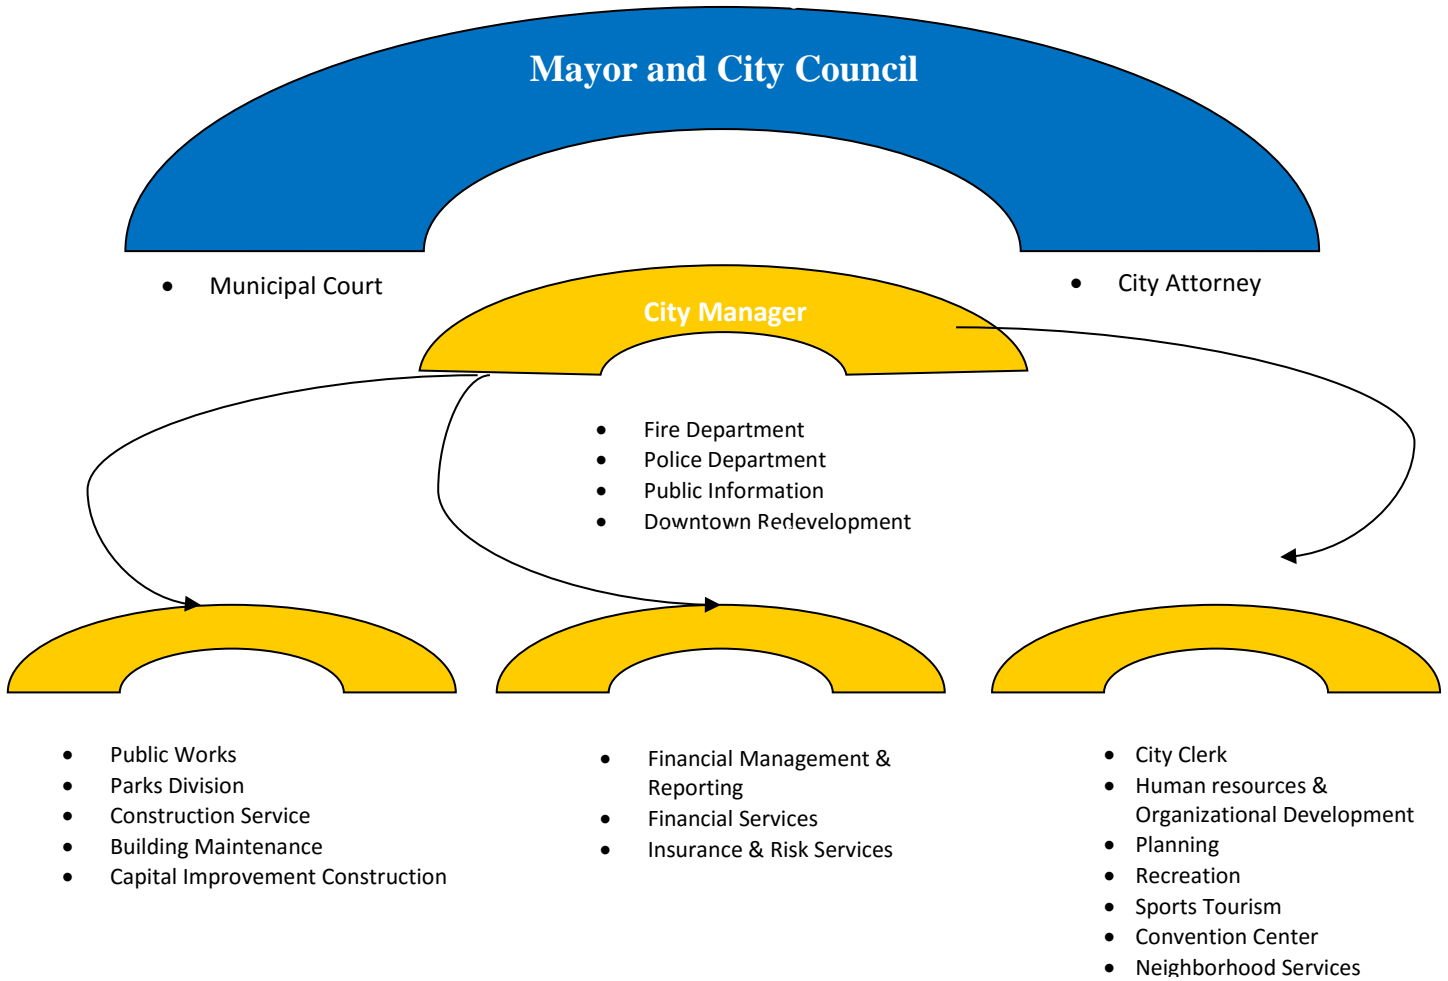 Mayor and City Council
• Municipal Court
• City Attorney
City Manager
• Fire Department
• Police Department
• Public Information
• Downtown Redevelopment
• Public Works
• Parks Division
• Construction Service
• Building Maintenance
• Capital Improvement Construction
• Financial Management &
Reporting
• Financial Services
• Insurance & Risk Services
• City Clerk
• Human resources &
Organizational Development
• Planning
• Recreation
• Sports Tourism
• Convention Center
• Neighborhood Services